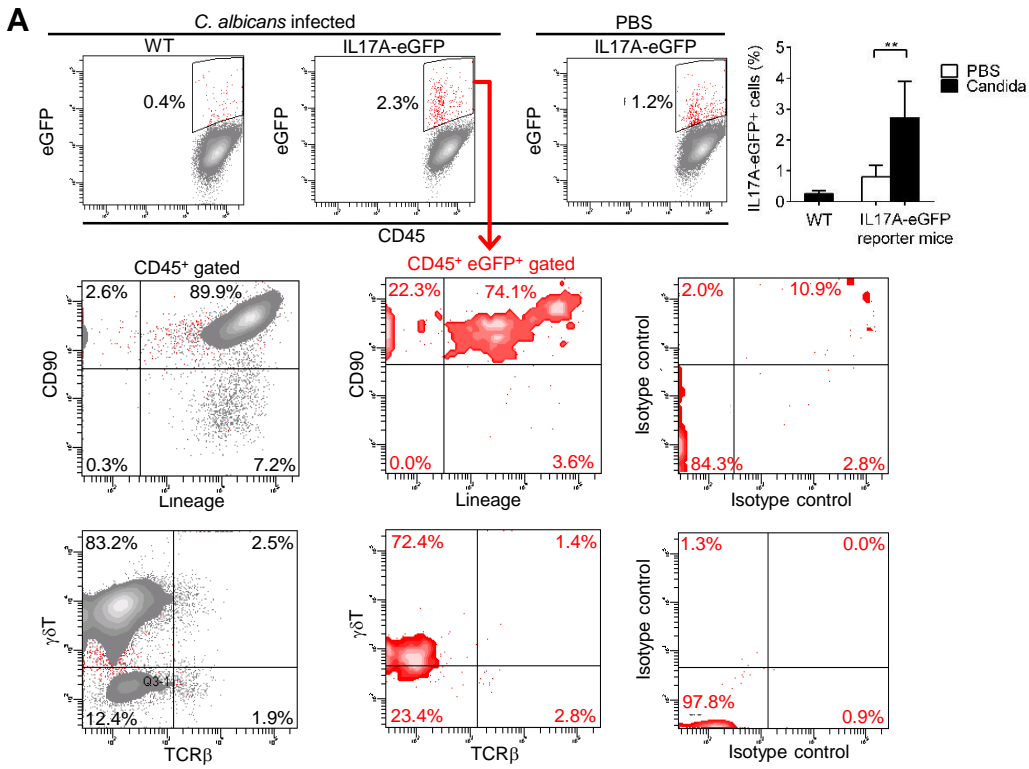 A
C. albicans infected
PBS
WT
IL17A-eGFP
IL17A-eGFP
0.4%
2.3%
1.2%
eGFP
eGFP
eGFP
CD45
IL17A-eGFP+ cells (%)
5
4
3
2
1
0
**
PBS
Candida
WT
IL17A-eGFP
reporter mice
CD45⁺ gated
CD45⁺ eGFP⁺ gated
2.6%
89.9%
0.3%
7.2%
CD90
Lineage
22.3%
74.1%
0.0%
3.6%
CD90
Lineage
2.0%
10.9%
84.3%
2.8%
Isotype control
Isotype control
83.2%
2.5%
Q3-1
12.4%
1.9%
γδT
TCRβ
72.4%
1.4%
23.4%
2.8%
γδT
TCRβ
1.3%
0.0%
97.8%
0.9%
Isotype control
Isotype control